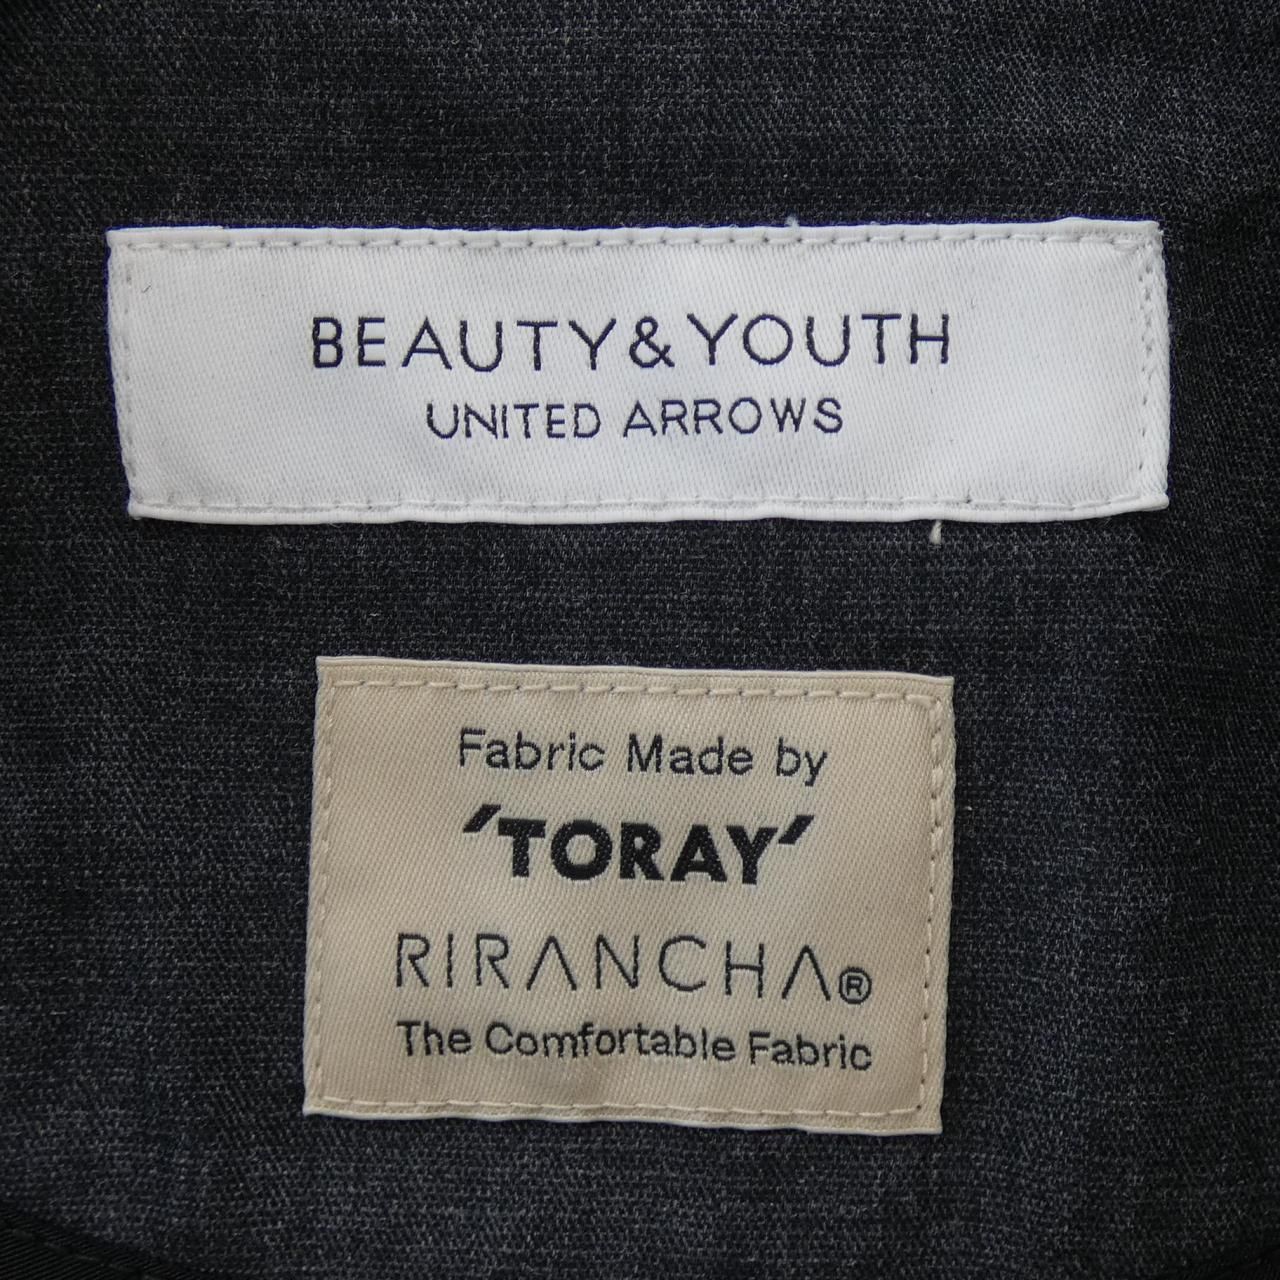 BEAUTY&YOUTH
UNITED ARROWS
Fabric Made by
'TORAY'
RIRANCHA®
The Comfortable Fabric